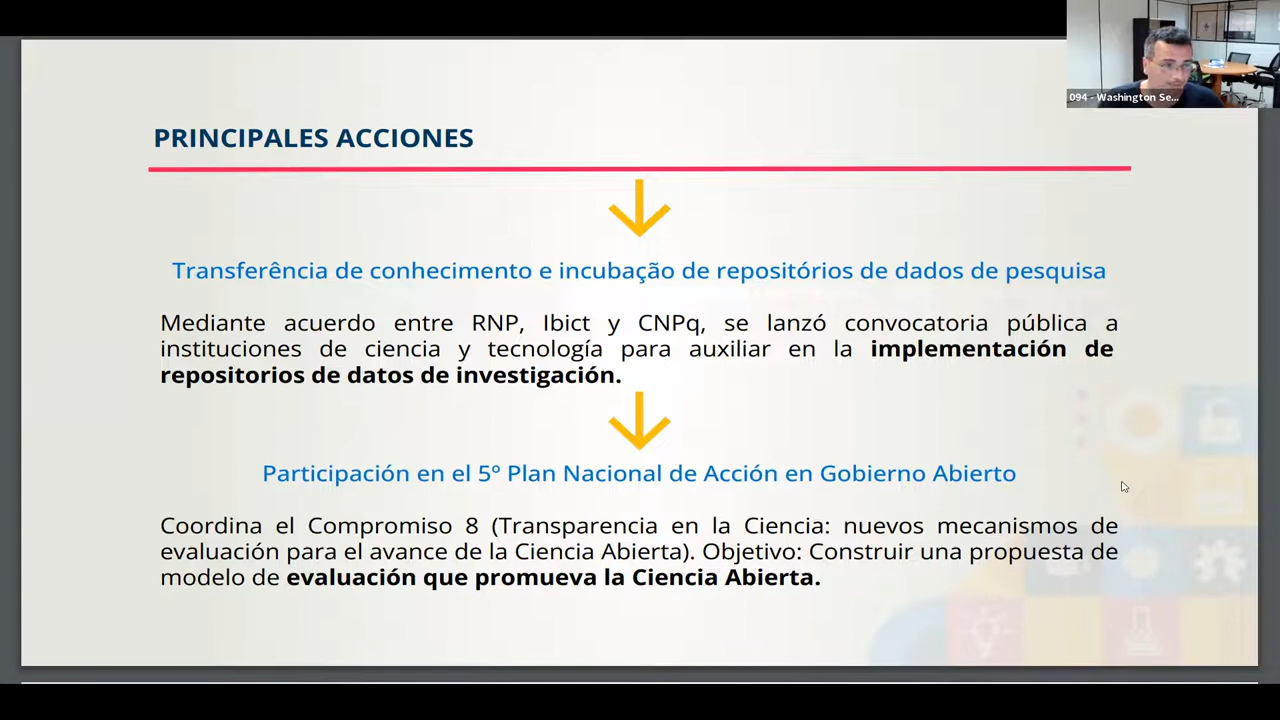 094 - Washington Se...
PRINCIPALES ACCIONES
Transferência de conhecimento e incubação de repositórios de dados de pesquisa
Mediante acuerdo entre RNP, Ibict y CNPq, se lanzó convocatoria pública a
instituciones de ciencia y tecnología para auxiliar en la implementación de
repositorios de datos de investigación.
Participación en el 5º Plan Nacional de Acción en Gobierno Abierto
Coordina el Compromiso 8 (Transparencia en la Ciencia: nuevos mecanismos de
evaluación para el avance de la Ciencia Abierta). Objetivo: Construir una propuesta de
modelo de evaluación que promueva la Ciencia Abierta.